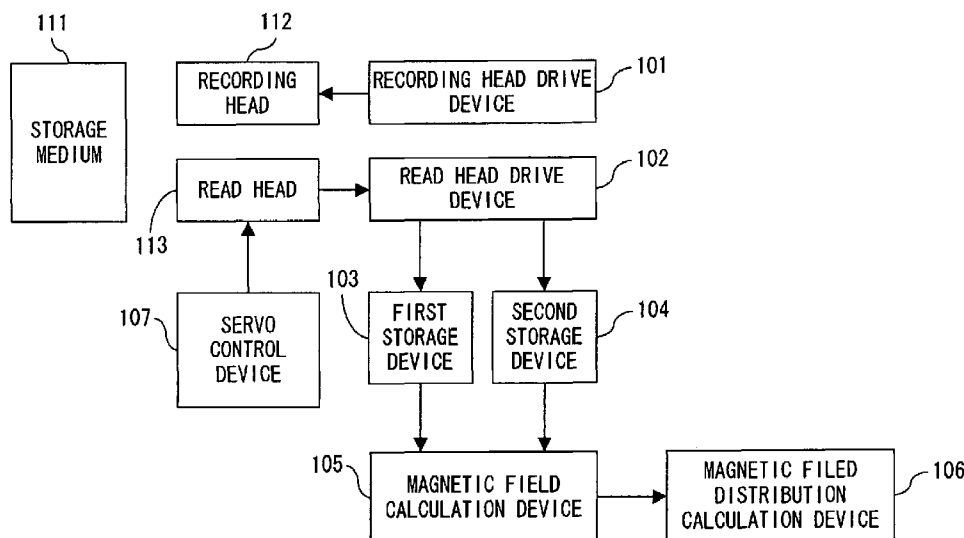 111
112
101
STORAGE
MEDIUM
RECORDING
HEAD
RECORDING HEAD DRIVE
DEVICE
READ HEAD
113
READ HEAD DRIVE
DEVICE
102
107
SERVO
CONTROL
DEVICE
103
FIRST
STORAGE
DEVICE
SECOND
STORAGE
DEVICE
104
105
MAGNETIC FIELD
CALCULATION DEVICE
MAGNETIC FILED
DISTRIBUTION
CALCULATION DEVICE
106